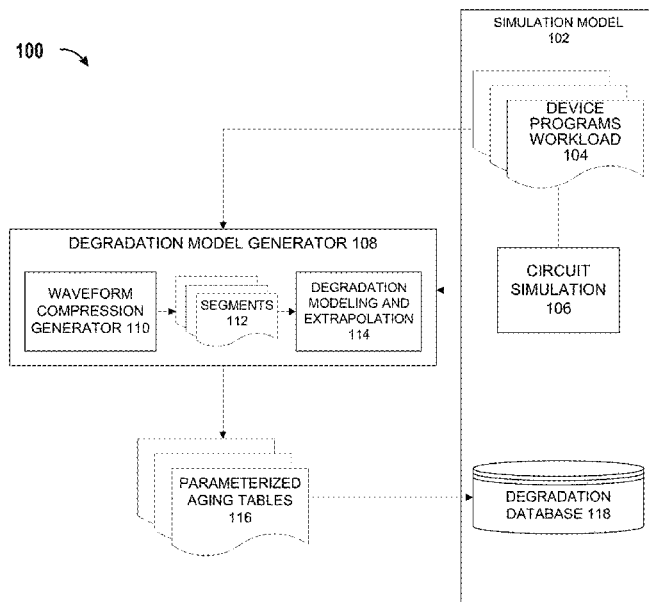 100
SIMULATION MODEL
102
DEVICE
PROGRAMS
WORKLOAD
104
DEGRADATION MODEL GENERATOR 108
WAVEFORM
COMPRESSION
GENERATOR 110
SEGMENTS
112
DEGRADATION
MODELING AND
EXTRAPOLATION
114
CIRCUIT
SIMULATION
106
PARAMETERIZED
AGING TABLES
116
DEGRADATION
DATABASE 118